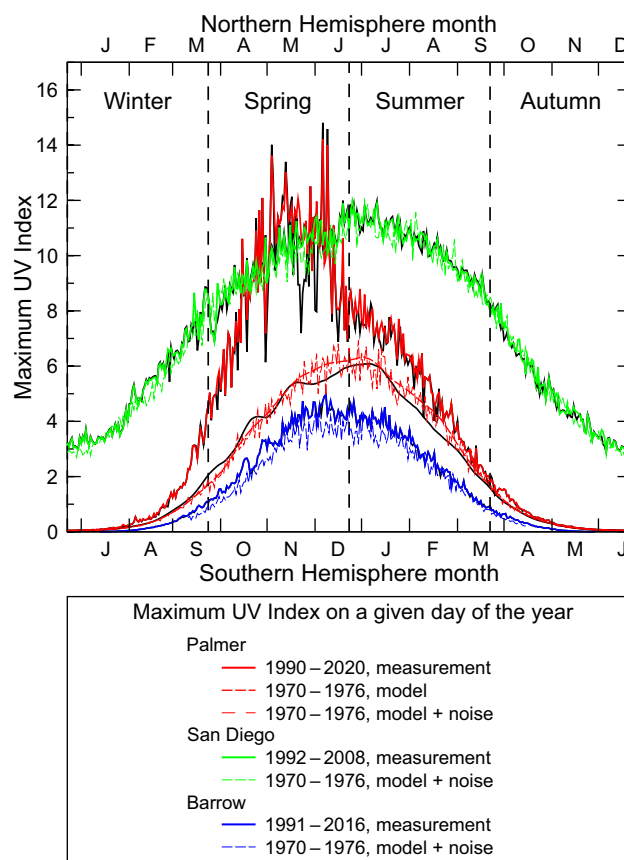 Northern Hemisphere month
J F M A M J J A S O N D
Winter Spring Summer Autumn
Maximum UV Index
16
14
12
10
8
6
4
2
0
J A S O N D J F M A M J
Southern Hemisphere month
Maximum UV Index on a given day of the year
Palmer
1990 – 2020, measurement
1970 – 1976, model
1970 – 1976, model + noise
San Diego
1992 – 2008, measurement
1970 – 1976, model + noise
Barrow
1991 – 2016, measurement
1970 – 1976, model + noise